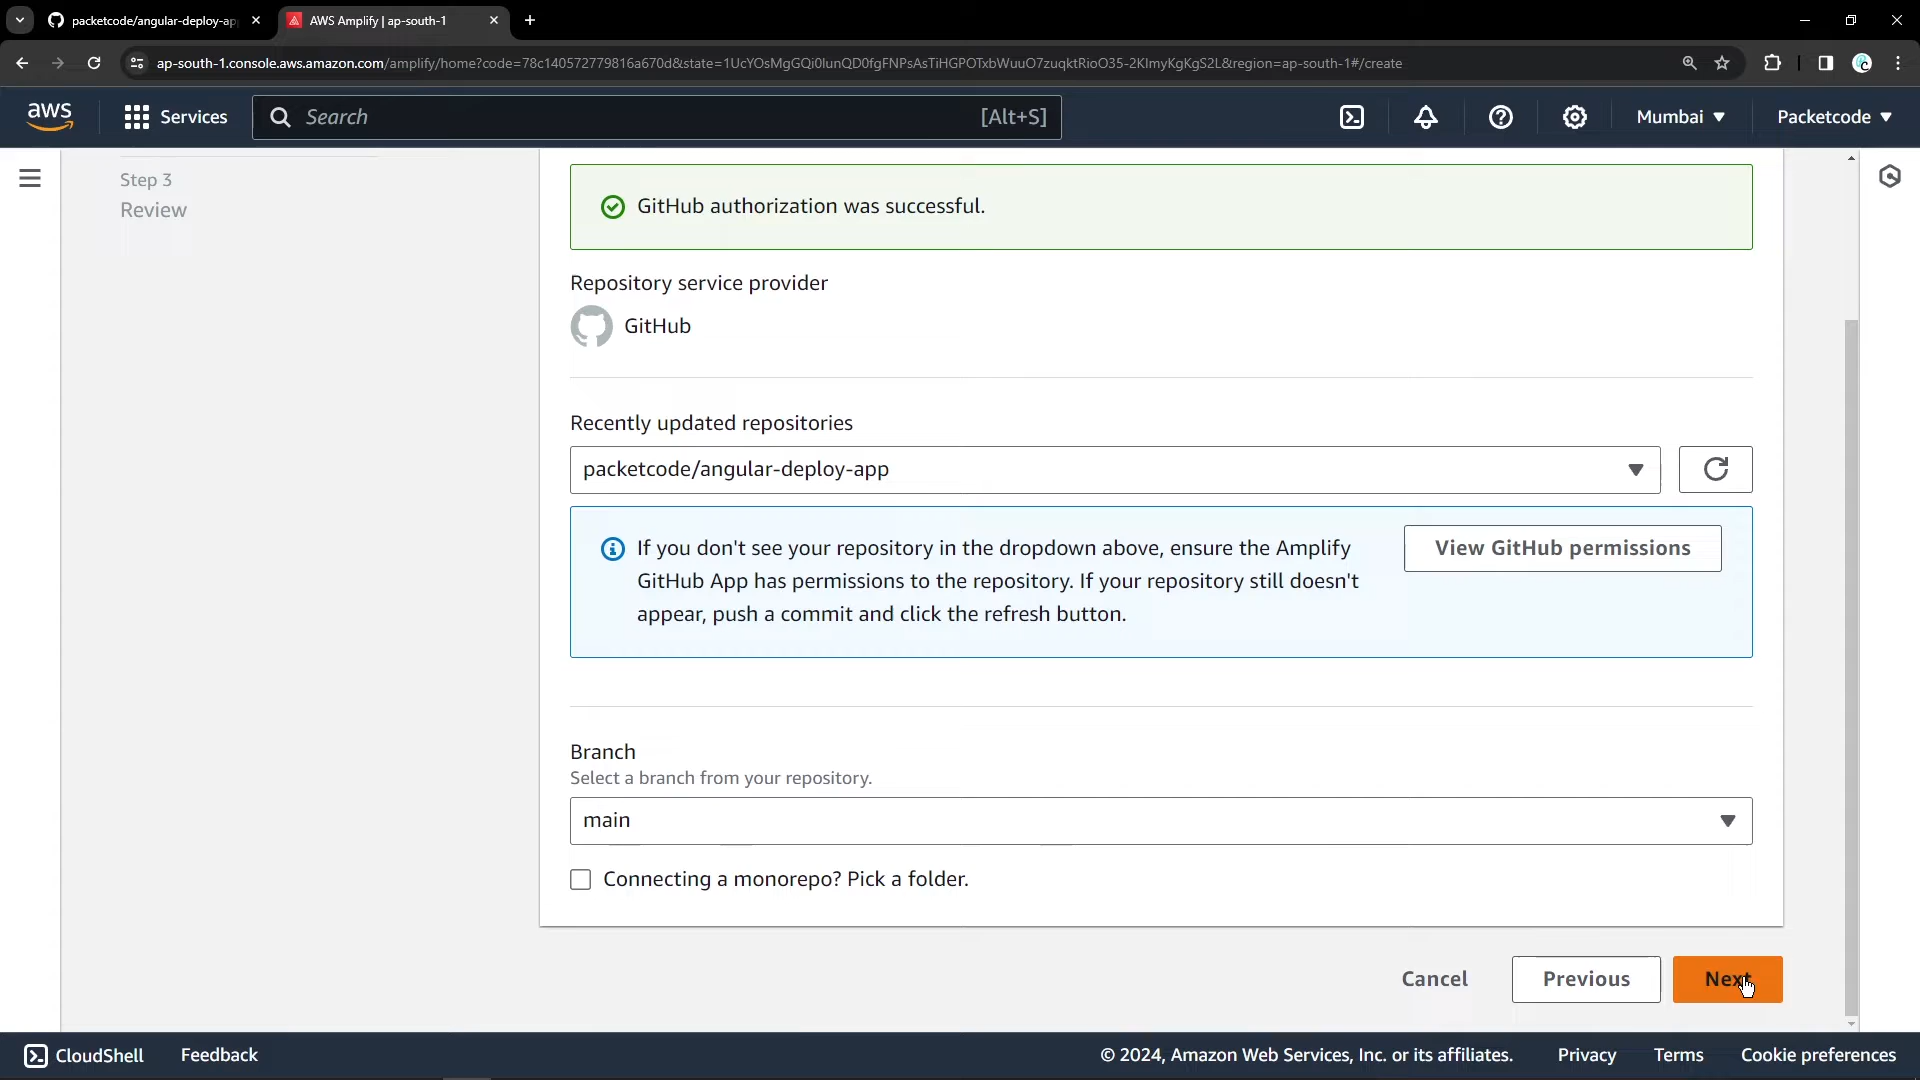 packetcode/angular-deploy-ap
AWS Amplify | ap-south-1
ap-south-1.console.aws.amazon.com/amplify/home?code=78c140572779816a670d&state=1UcYOsMgGQi0lunQD0fgFNPsAsTiHGPOTxbWuuO7zuqktRioO35-2KImyKgKgS2L&region=ap-south-1#/create
aws
Services
Search
[Alt+S]
Mumbai
Packetcode
Step 3
Review
GitHub authorization was successful.
Repository service provider
GitHub
Recently updated repositories
packetcode/angular-deploy-app
If you don't see your repository in the dropdown above, ensure the Amplify
GitHub App has permissions to the repository. If your repository still doesn't
appear, push a commit and click the refresh button.
View GitHub permissions
Branch
Select a branch from your repository.
main
Connecting a monorepo? Pick a folder.
Cancel
Previous
Next
CloudShell
Feedback
© 2024, Amazon Web Services, Inc. or its affiliates.
Privacy
Terms
Cookie preferences